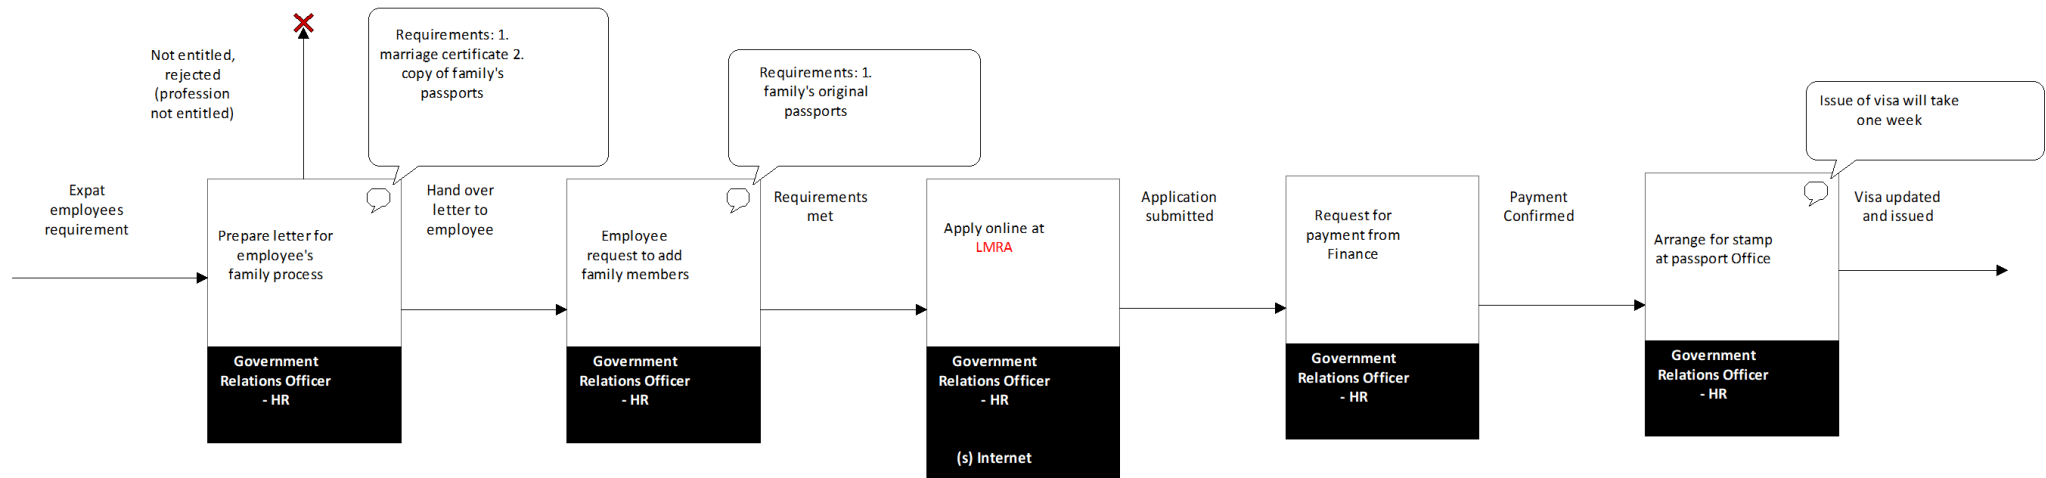 Not entitled,
rejected
(profession
not entitled)
Requirements: 1.
marriage certificate 2.
copy of family's
passports
Requirements: 1.
family's original
passports
Issue of visa will take
one week
Expat
employees
requirement
Prepare letter for
employee's
family process
Government
Relations Officer
- HR
Hand over
letter to
employee
Employee
request to add
family members
Government
Relations Officer
- HR
Requirements
met
Apply online at
LMRA
Government
Relations Officer
- HR
(s) Internet
Application
submitted
Request for
payment from
Finance
Government
Relations Officer
- HR
Payment
Confirmed
Arrange for stamp
at passport Office
Government
Relations Officer
- HR
Visa updated
and issued